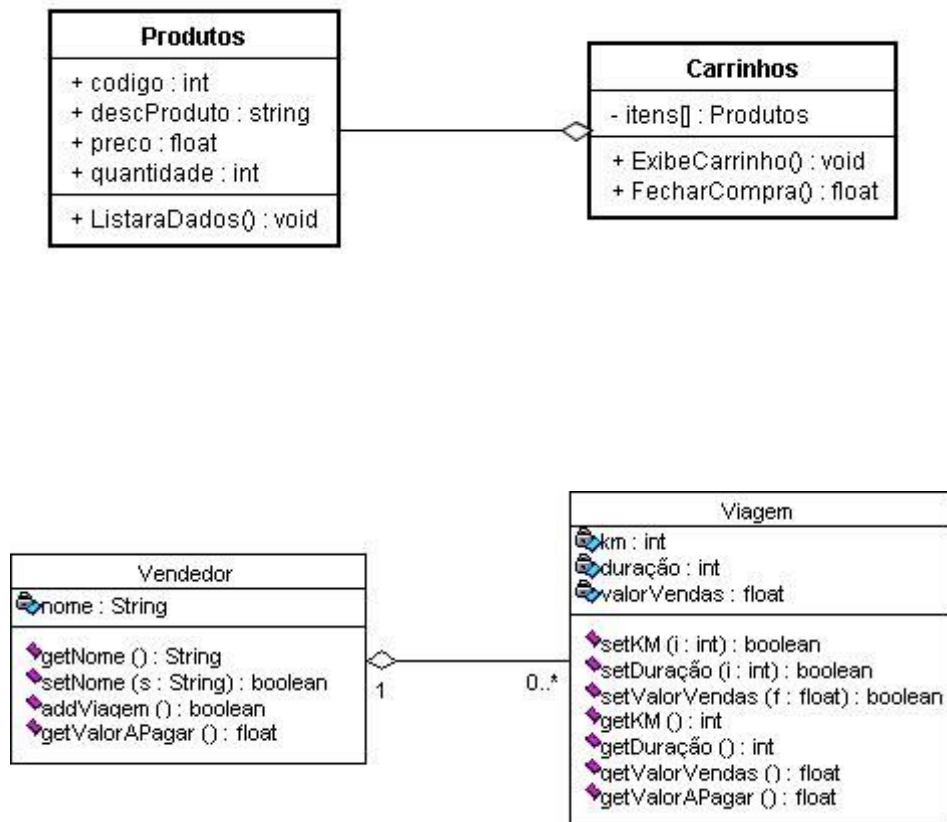 Produtos
+ codigo : int
+ descProduto : string
+ preco : float
+ quantidade : int
+ ListaraDados() : void
Carrinhos
- itens[] : Produtos
+ ExibeCarrinho() : void
+ FecharCompra() : float
Vendedor
nome : String
getNome () : String
setNome (s : String) : boolean
addViagem () : boolean
getValorAPagar () : float
1
0..*
Viagem
km : int
duração : int
valorVendas : float
setKM (i : int) : boolean
setDuração (i : int) : boolean
setValorVendas (f : float) : boolean
getKM () : int
getDuração () : int
getValorVendas () : float
getValorAPagar () : float